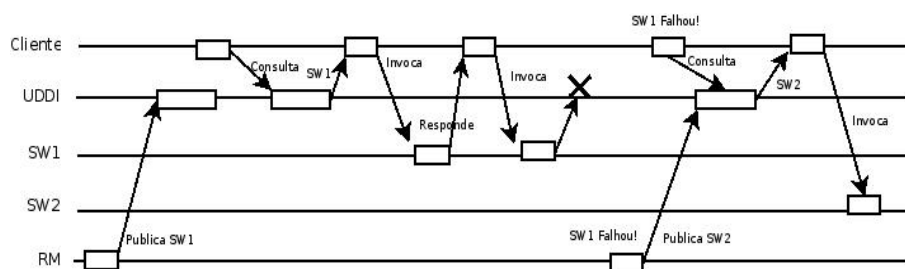 SW1 Falhou!
Cliente
Consulta
SW1
Invoca
Invoca
Consulta
SW2
UDDI
Responde
Invoca
SW1
SW2
Publica SW1
SW1 Falhou!
Publica SW2
RM